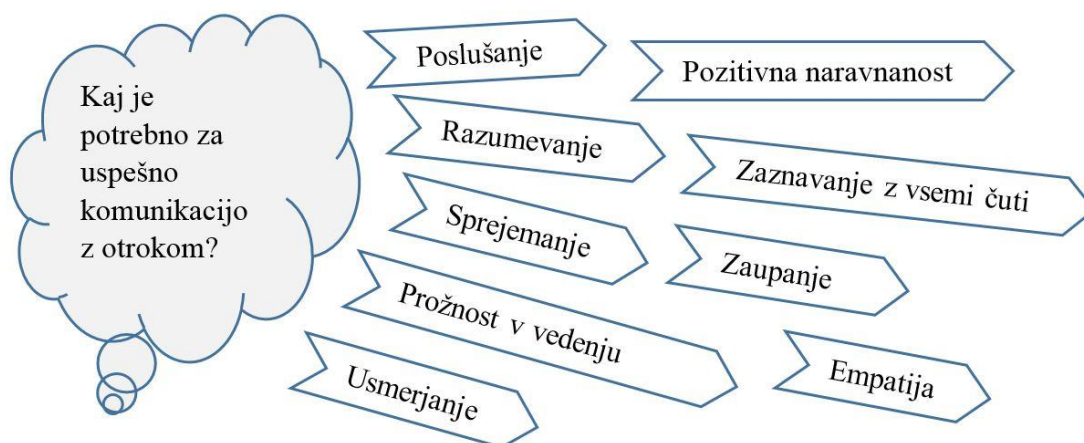 Kaj je
potrebno za
uspešno
komunikacijo
z otrokom?
Poslušanje
Pozitivna naravnanost
Razumevanje
Zaznavanje z vsemi čuti
Sprejemanje
Zaupanje
Prožnost v vedenju
Empatija
Usmerjanje